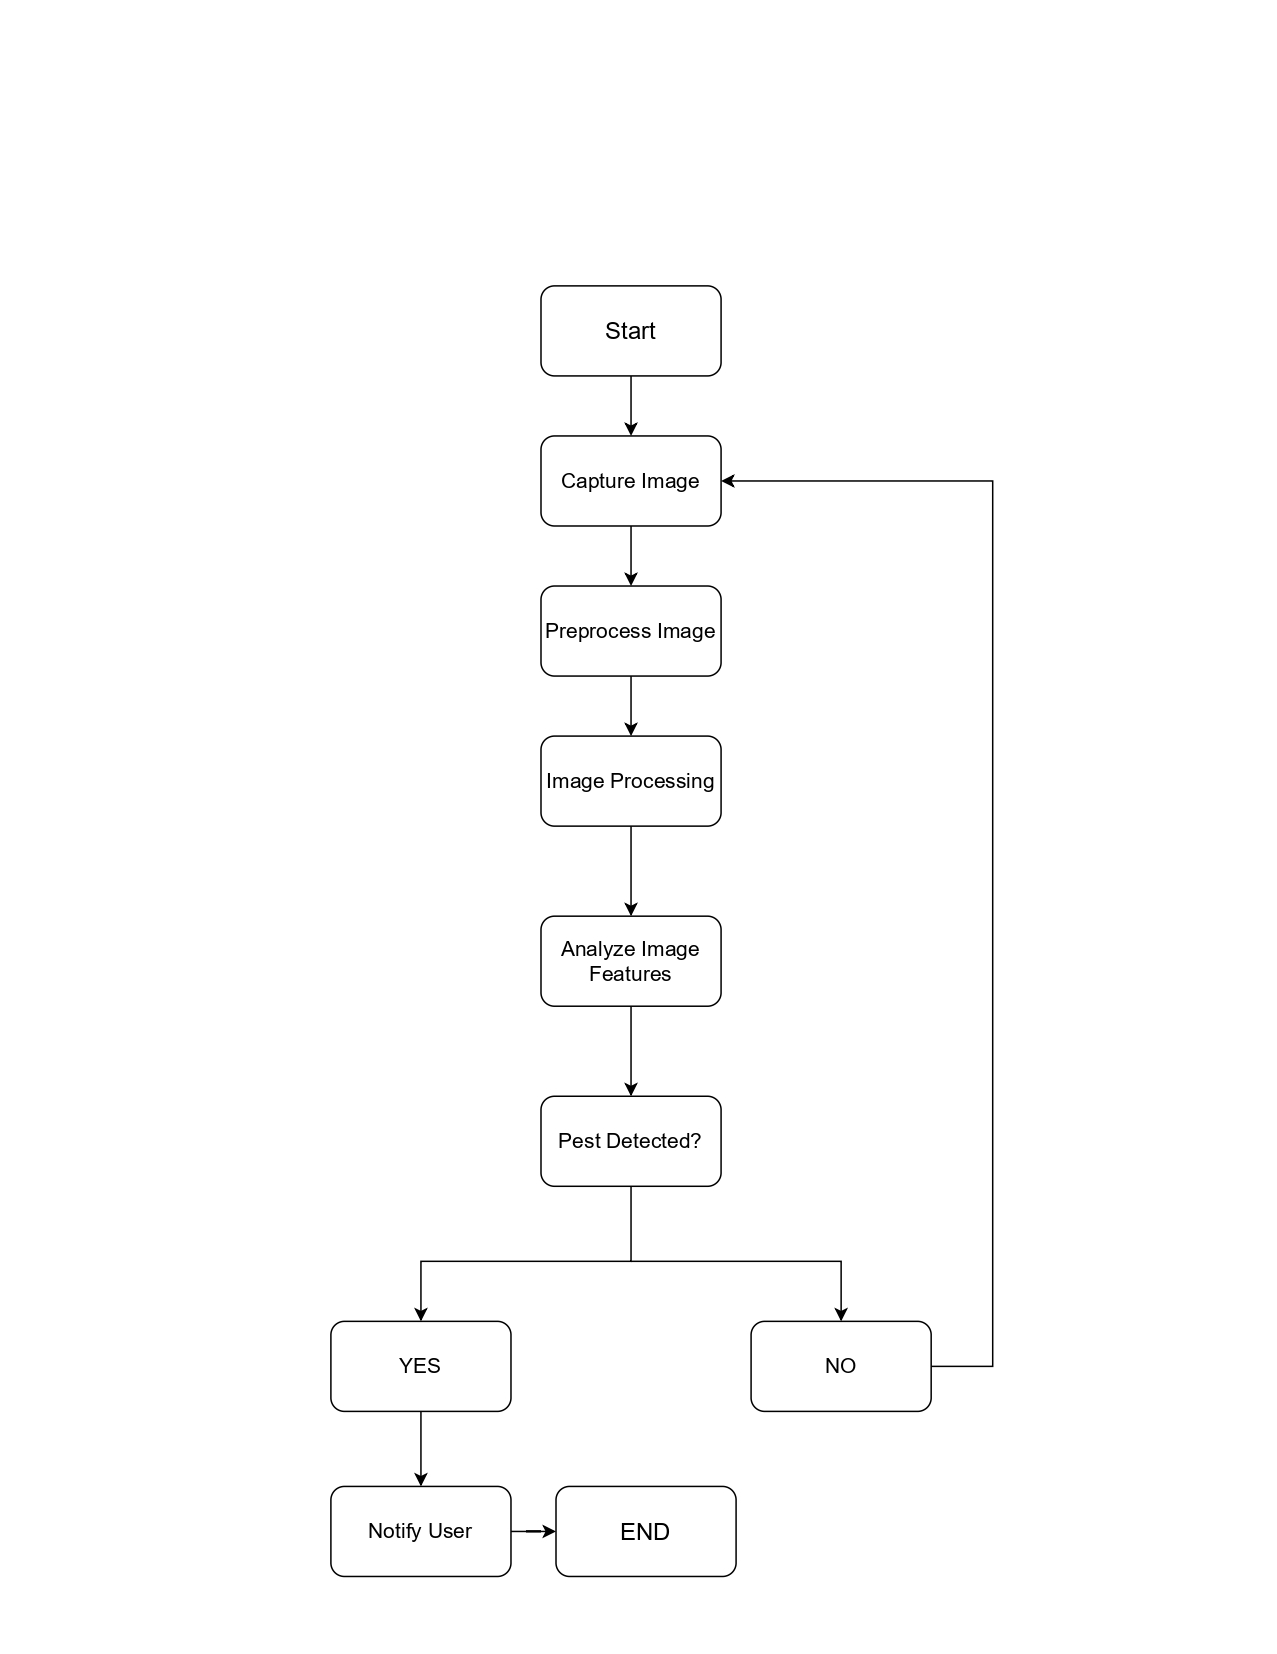 Start
Capture Image
Preprocess Image
Image Processing
Analyze Image
Features
Pest Detected?
YES
NO
Notify User
END